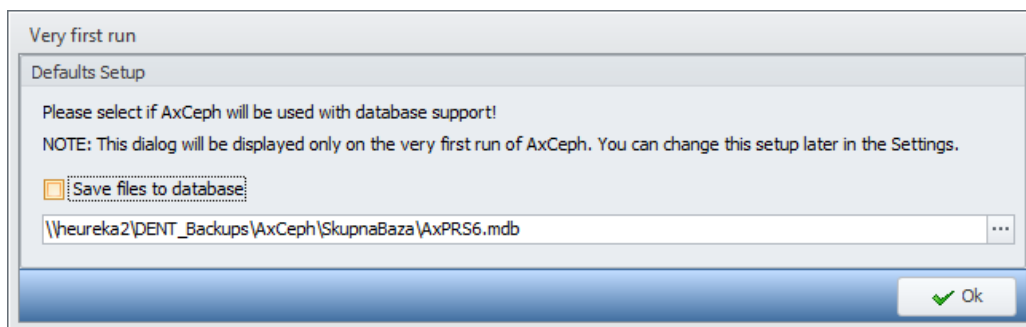 Very first run
Defaults Setup
Please select if AxCeph will be used with database support!
NOTE: This dialog will be displayed only on the very first run of AxCeph. You can change this setup later in the Settings.
Save files to database
\\heureka2\DENT_Backups\AxCeph\SkupnaBaza\AxPRS6.mdb
...
Ok